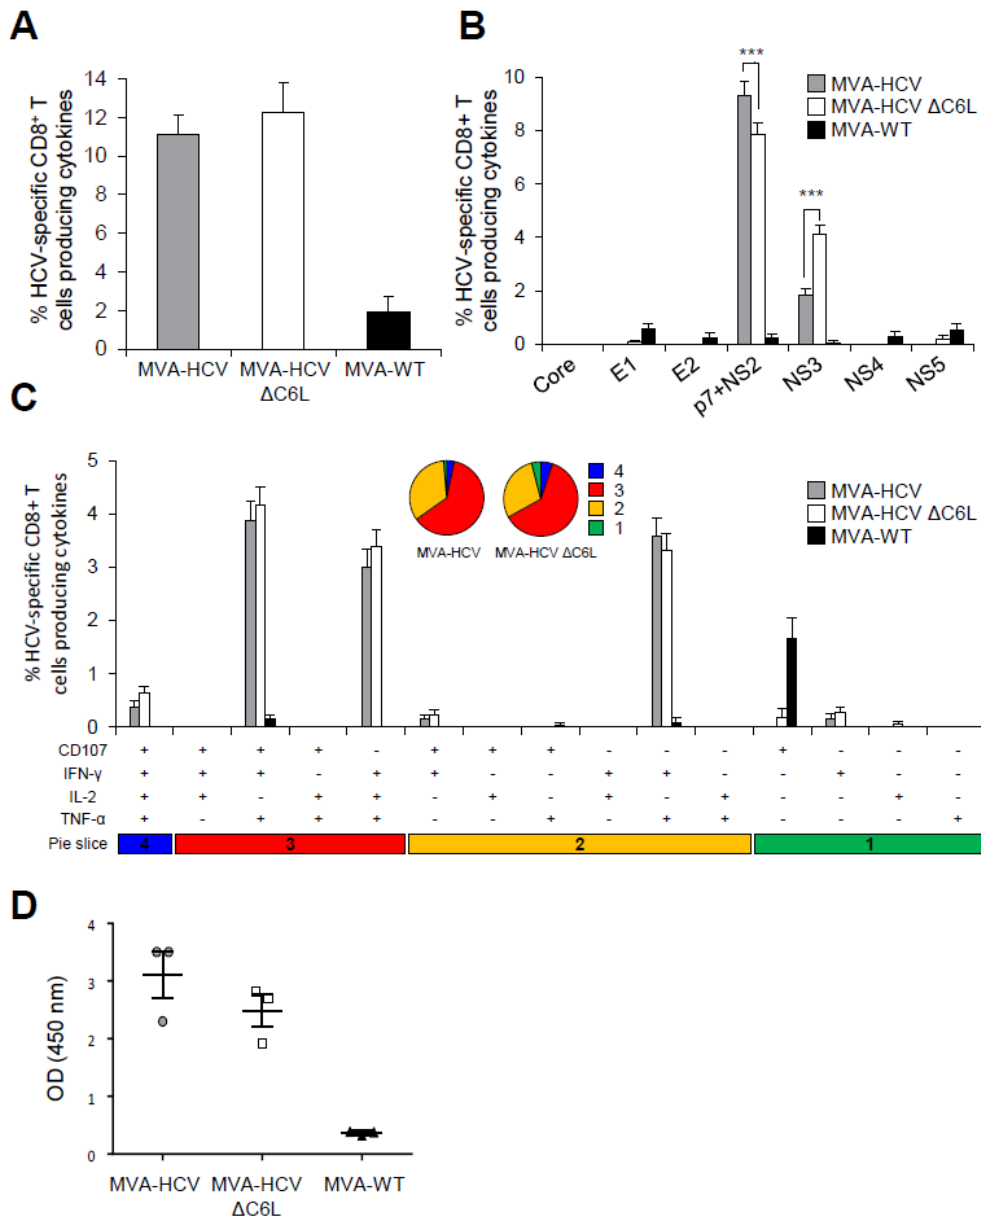 A
% HCV-specific CD8⁺ T
cells producing cytokines
14
12
10
8
6
4
2
0
MVA-HCV
MVA-HCV
ΔC6L
MVA-WT
B
% HCV-specific CD8+ T
cells producing cytokines
10
8
6
4
2
0
***
***
MVA-HCV
MVA-HCV ΔC6L
MVA-WT
Core
E1
E2
p7+NS2
NS3
NS4
NS5
C
% HCV-specific CD8+ T
cells producing cytokines
5
4
3
2
1
0
4
3
2
1
MVA-HCV
MVA-HCV ΔC6L
MVA-HCV
MVA-HCV ΔC6L
MVA-WT
CD107 + + + + - + + + - - - + - - -
IFN-γ + + + - + + - - + + - - + - -
IL-2 + + - + + - + - + - + - - + -
TNF-α + - + + + - - + - + + - - - +
Pie slice 4 3 2 1
D
OD (450 nm)
4
3
2
1
0
MVA-HCV
MVA-HCV
ΔC6L
MVA-WT